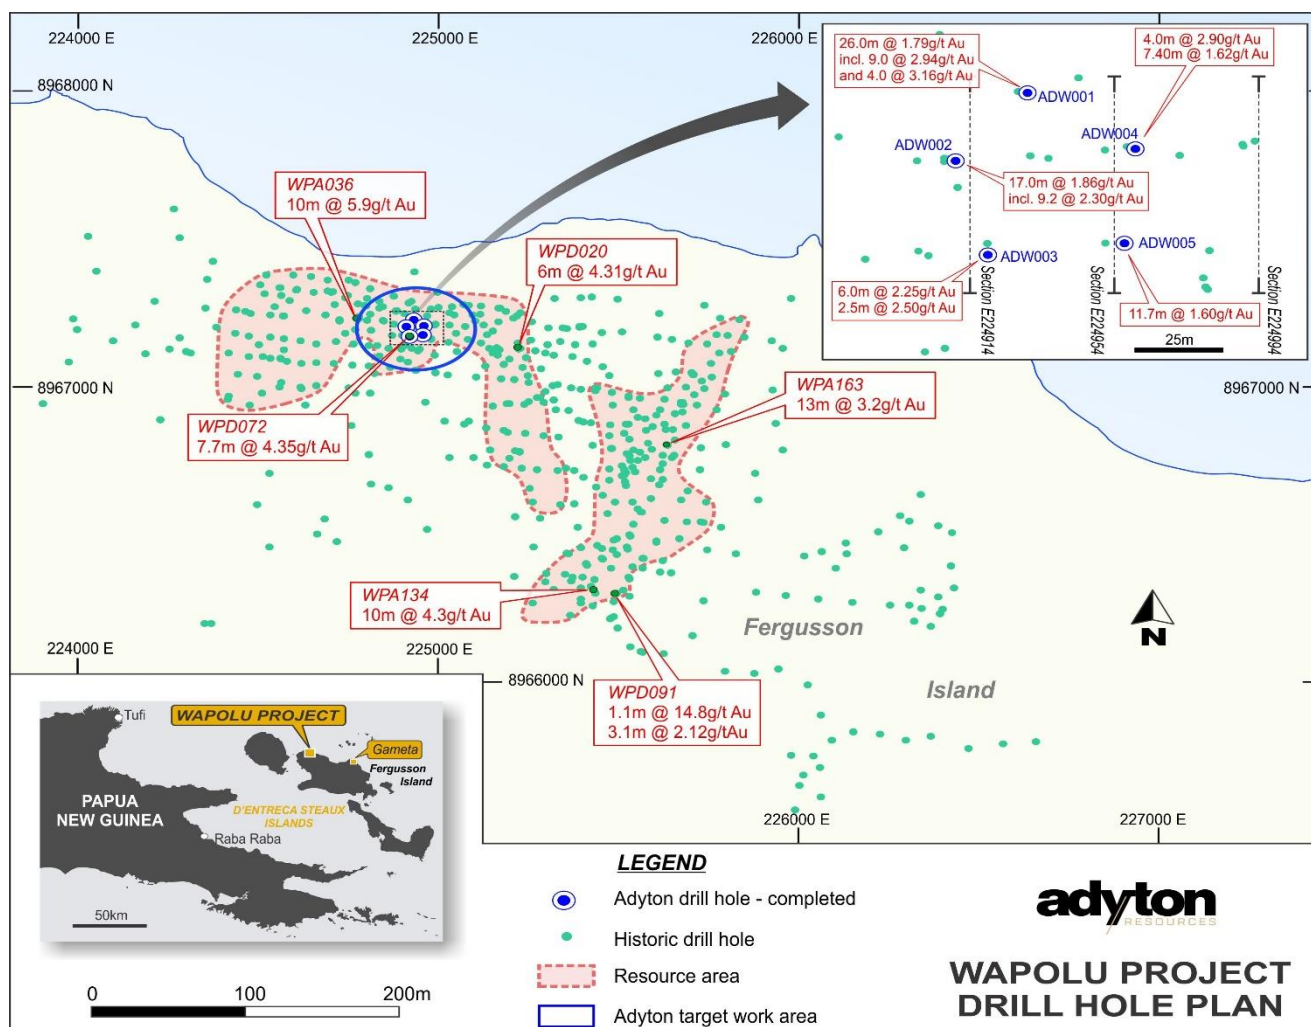 224000 E
225000 E
226000 E
8968000 N
26.0m @ 1.79g/t Au
incl. 9.0 @ 2.94g/t Au
and 4.0 @ 3.16g/t Au
4.0m @ 2.90g/t Au
7.40m @ 1.62g/t Au
ADW001
ADW004
ADW002
17.0m @ 1.86g/t Au
incl. 9.2 @ 2.30g/t Au
ADW003
ADW005
6.0m @ 2.25g/t Au
2.5m @ 2.50g/t Au
11.7m @ 1.60g/t Au
Section E224914
Section E224954
Section E224994
25m
WPA036
10m @ 5.9g/t Au
WPD020
6m @ 4.31g/t Au
8967000 N
8967000 N
WPD072
7.7m @ 4.35g/t Au
WPA163
13m @ 3.2g/t Au
WPA134
10m @ 4.3g/t Au
Fergusson
Island
N
224000 E
225000 E
8966000 N
WPD091
1.1m @ 14.8g/t Au
3.1m @ 2.12g/tAu
226000 E
227000 E
Tufi
WAPOLU PROJECT
Gameta
Fergusson
Island
PAPUA
NEW GUINEA
D'ENTRECA STEAUX
ISLANDS
Raba Raba
50km
0 100 200m
LEGEND
Adyton drill hole - completed
Historic drill hole
Resource area
Adyton target work area
adyton
RESOURCES
WAPOLU PROJECT
DRILL HOLE PLAN